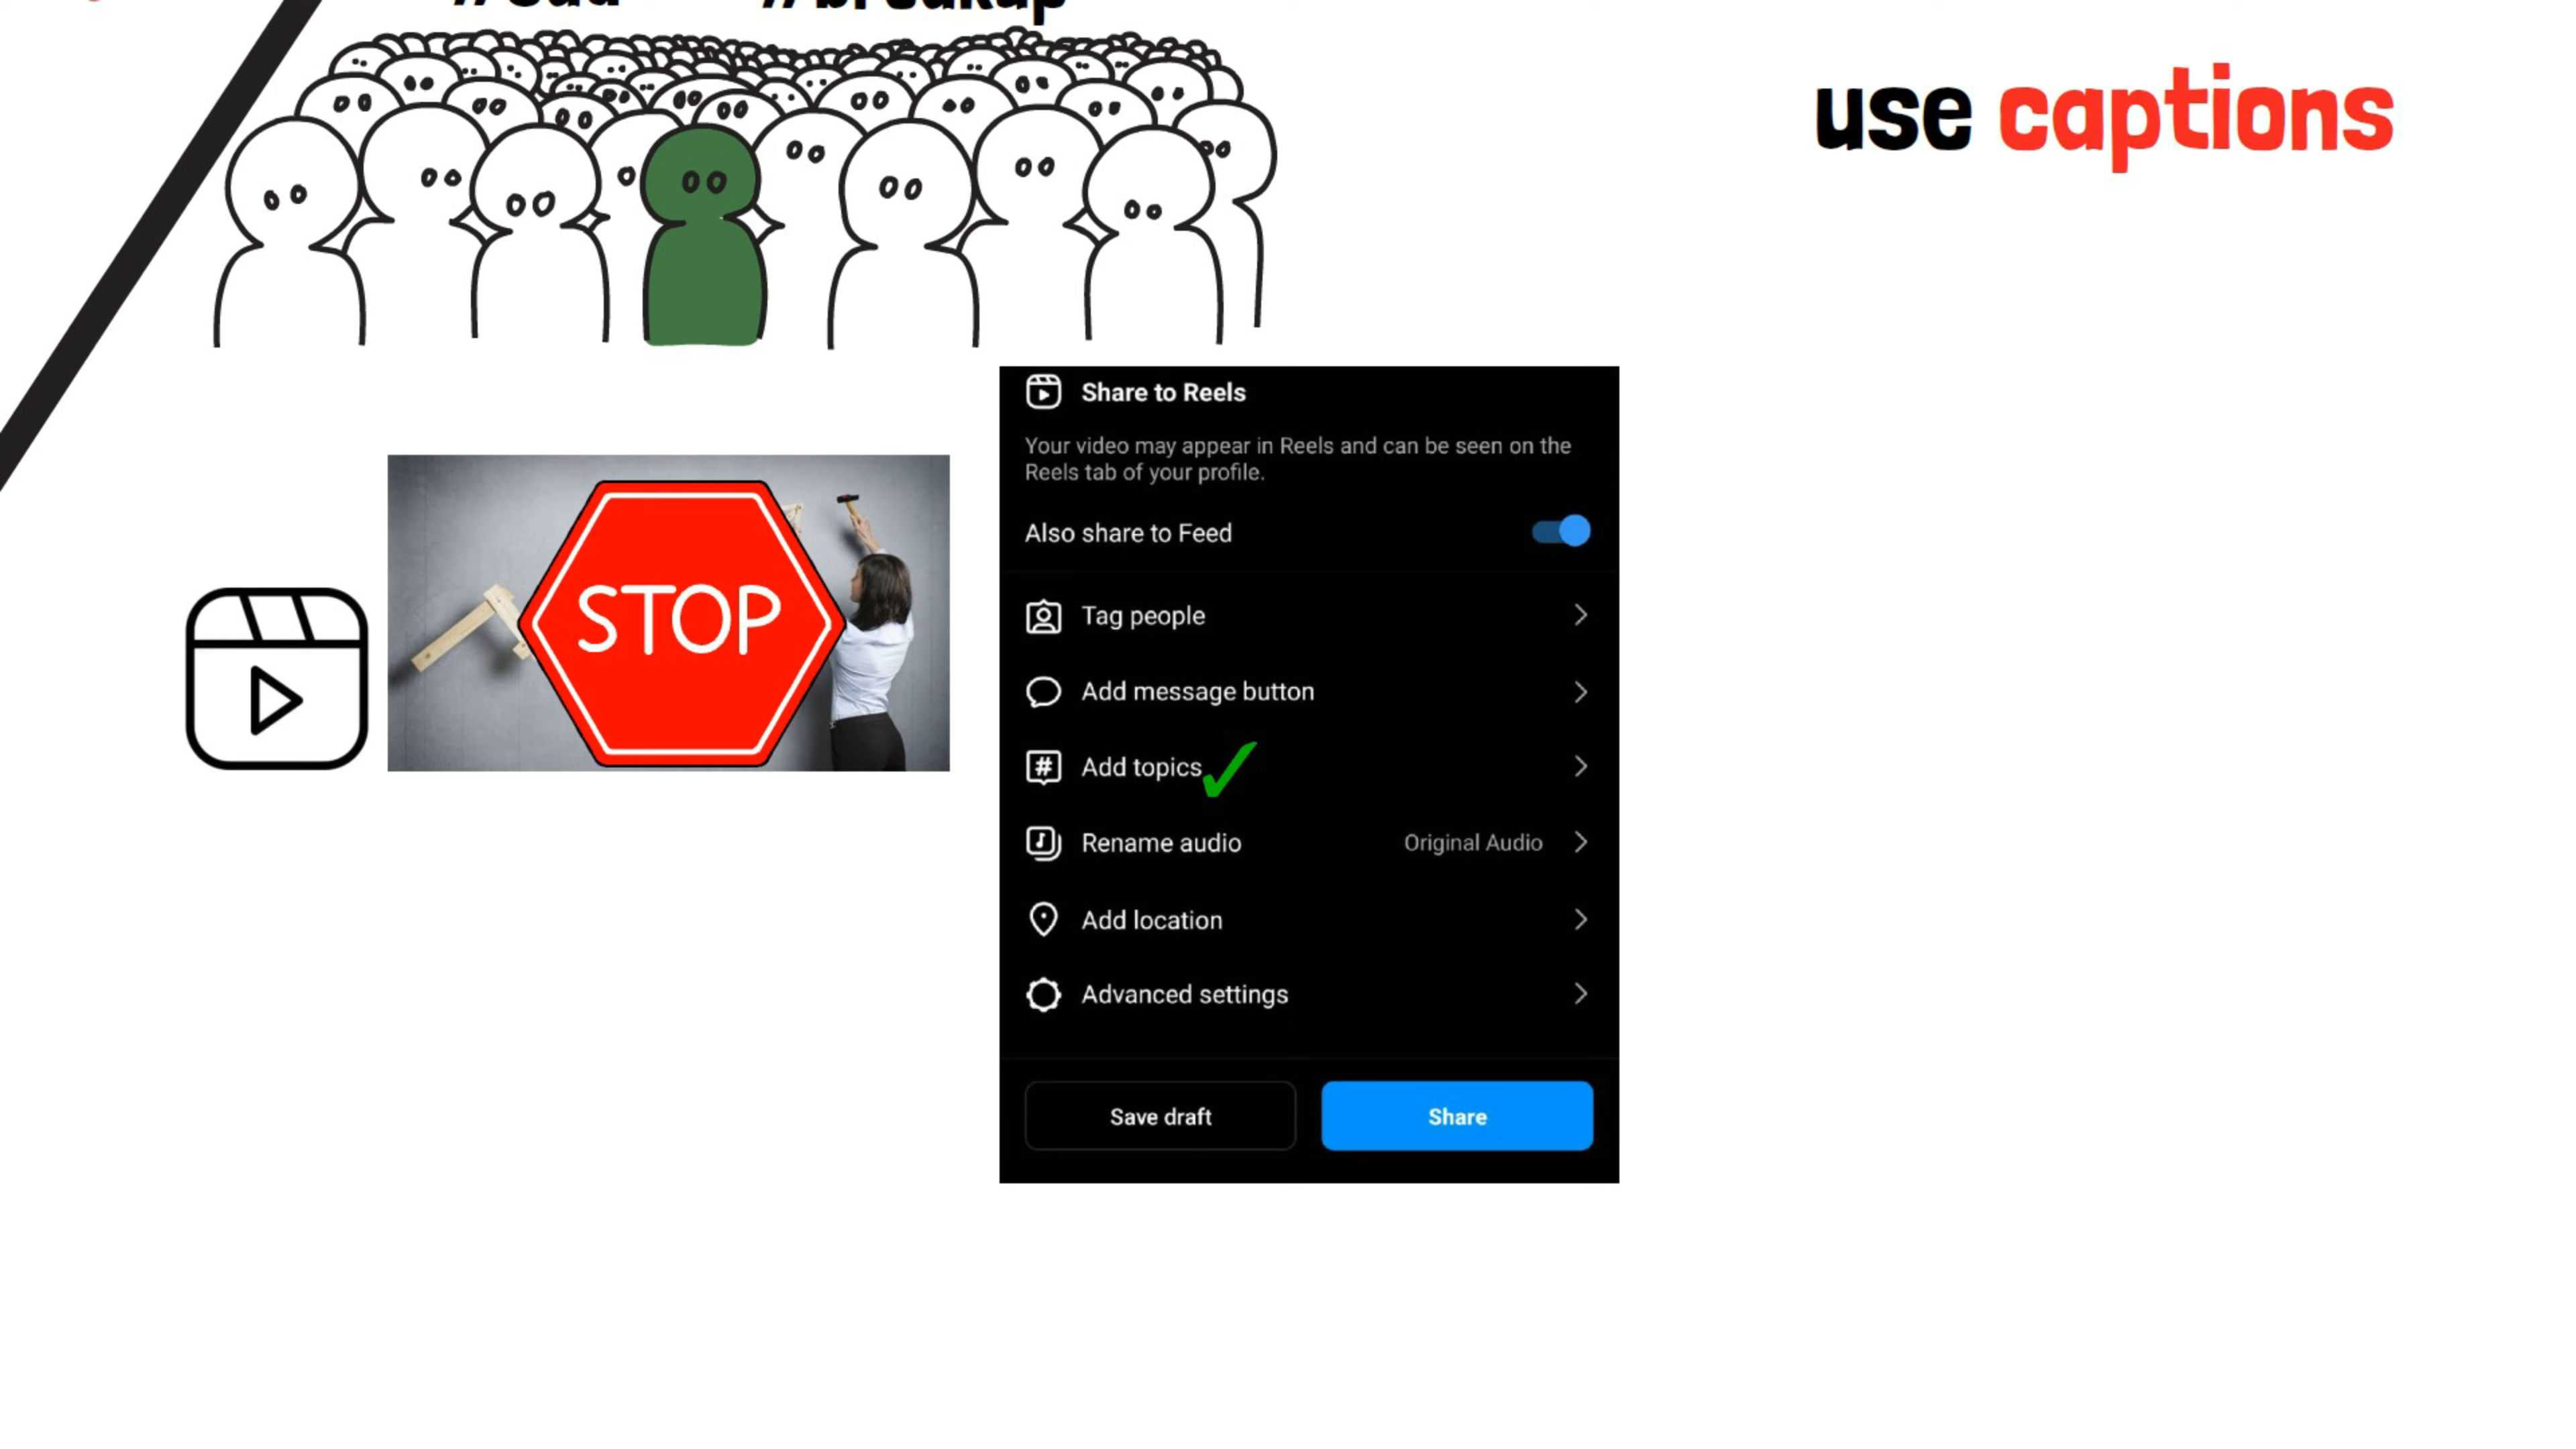 #breakup
use captions
Share to Reels
Your video may appear in Reels and can be seen on the
Reels tab of your profile.
Also share to Feed
STOP
Tag people
Add message button
Add topics
Rename audio Original Audio
Add location
Advanced settings
Save draft Share